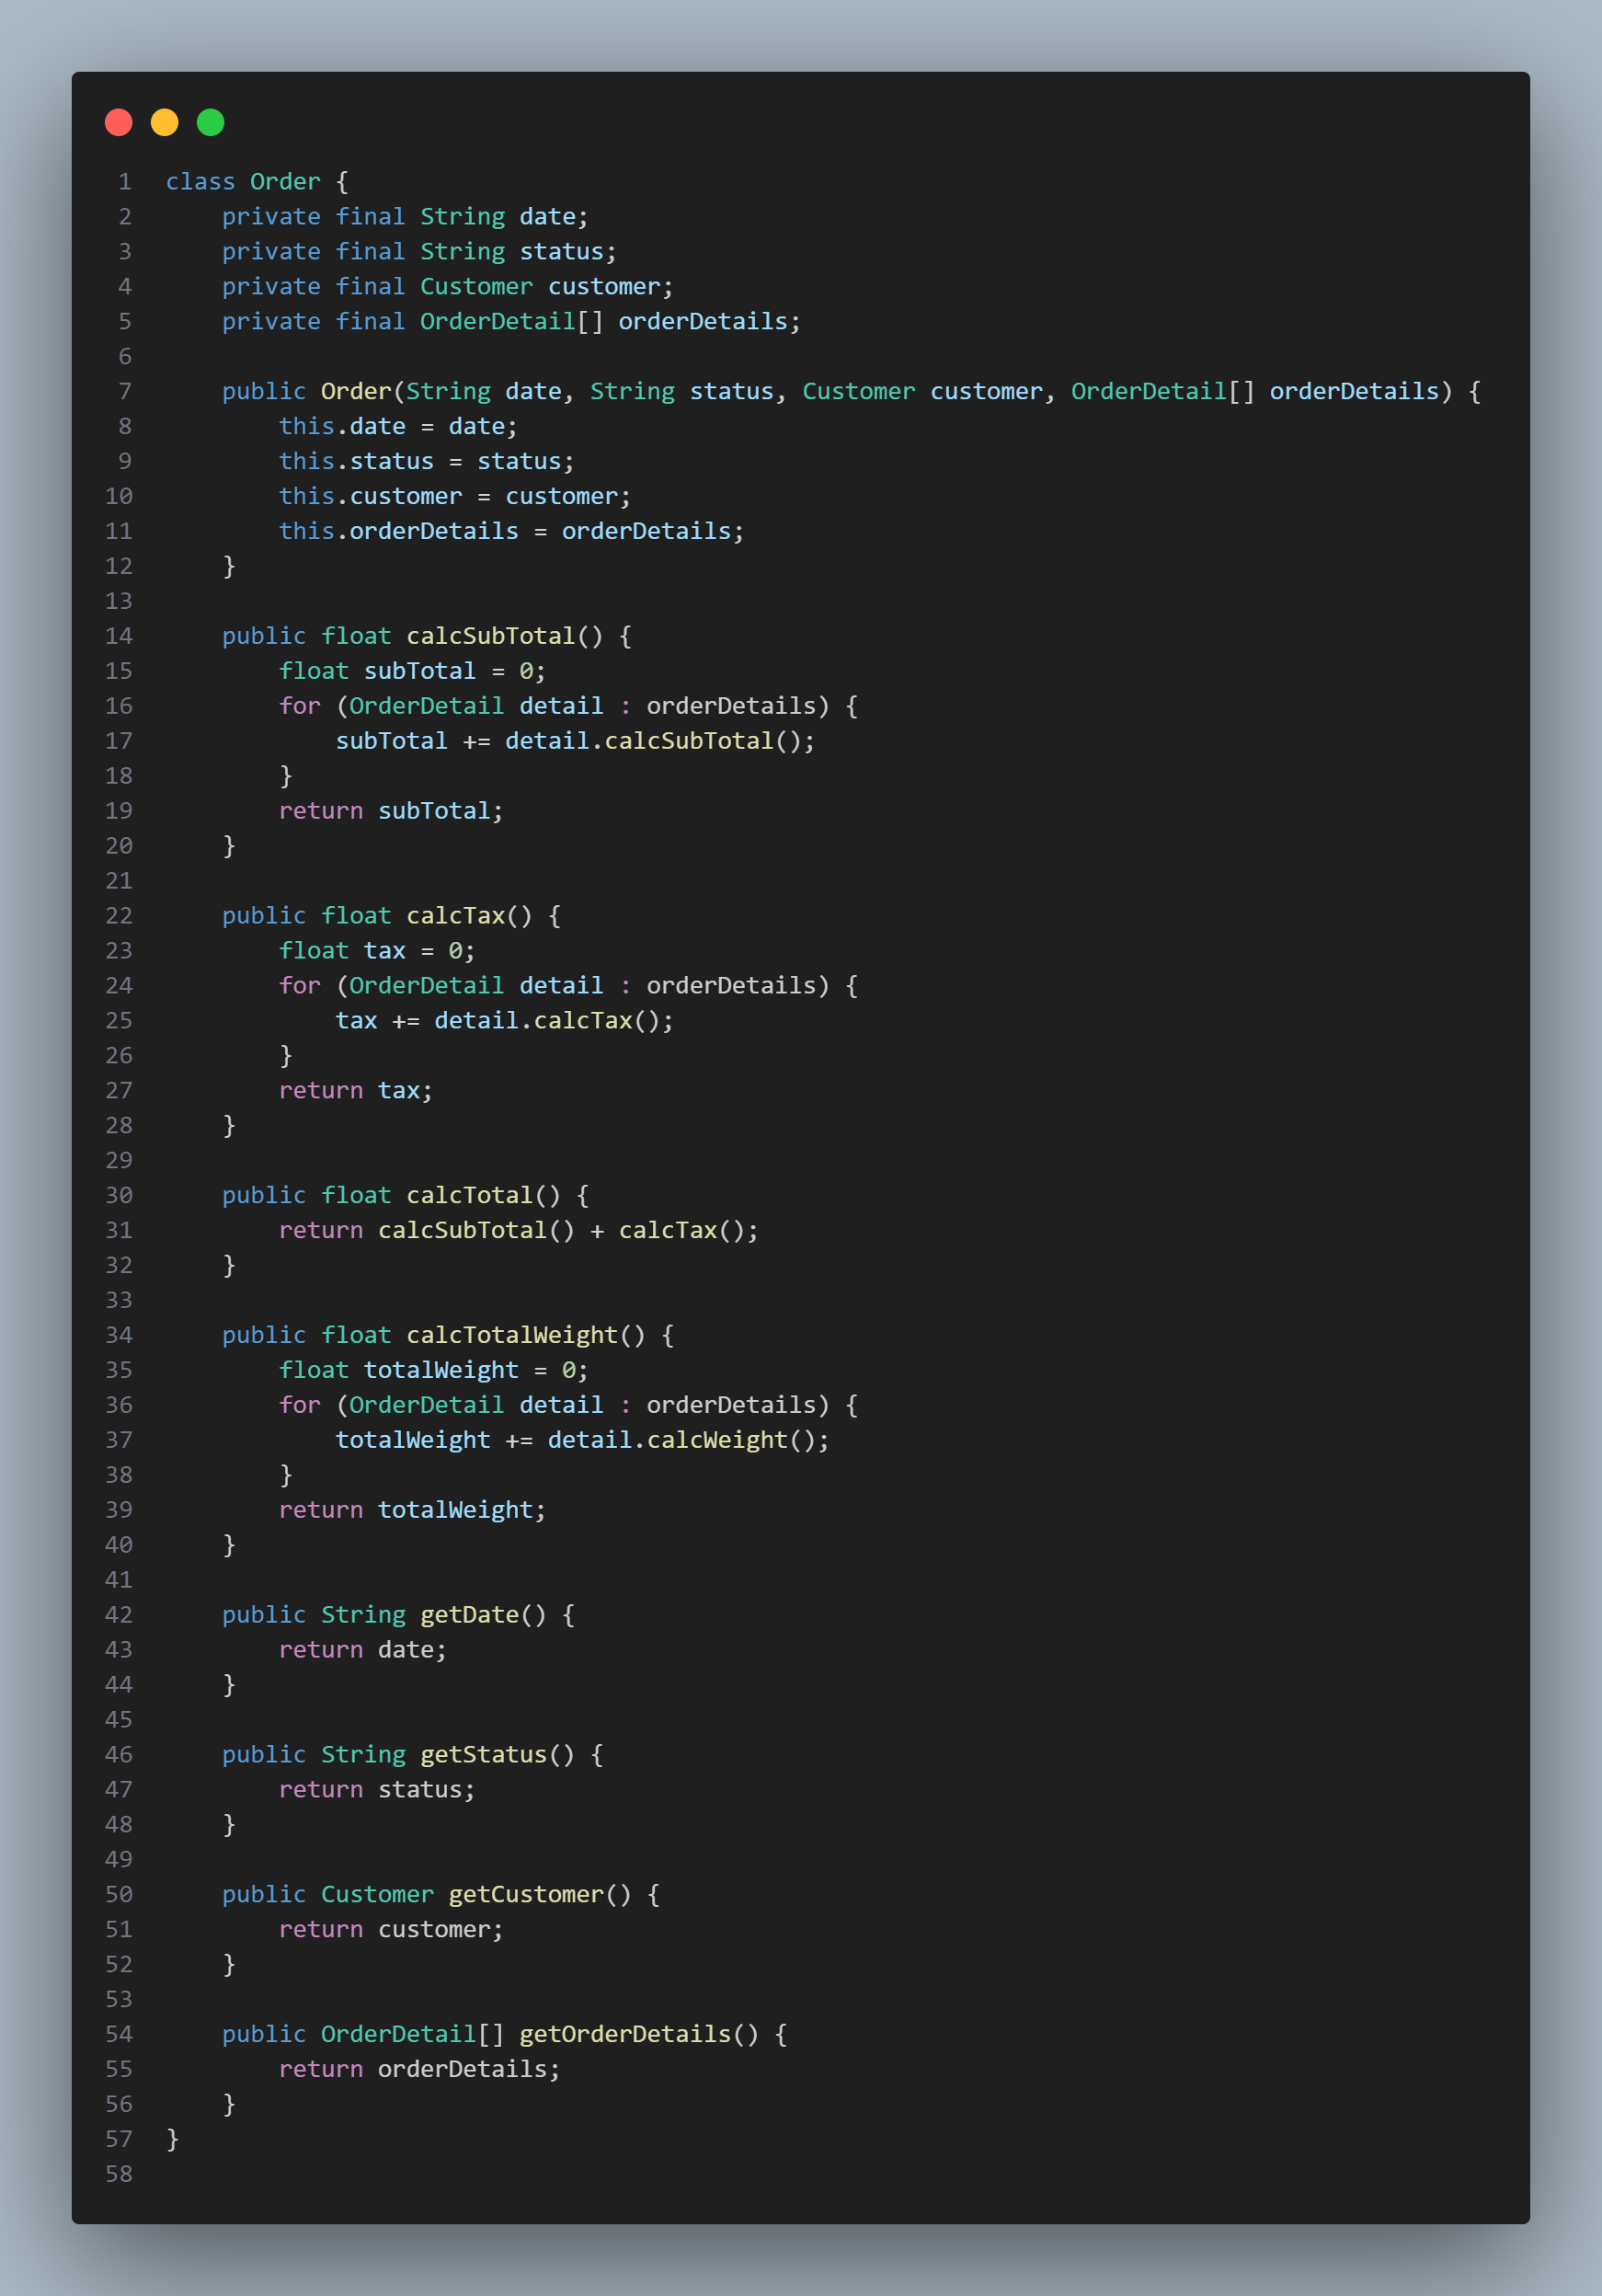 1 class Order {
2     private final String date;
3     private final String status;
4     private final Customer customer;
5     private final OrderDetail[] orderDetails;
6
7     public Order(String date, String status, Customer customer, OrderDetail[] orderDetails) {
8         this.date = date;
9         this.status = status;
10         this.customer = customer;
11         this.orderDetails = orderDetails;
12     }
13
14     public float calcSubTotal() {
15         float subTotal = 0;
16         for (OrderDetail detail : orderDetails) {
17             subTotal += detail.calcSubTotal();
18         }
19         return subTotal;
20     }
21
22     public float calcTax() {
23         float tax = 0;
24         for (OrderDetail detail : orderDetails) {
25             tax += detail.calcTax();
26         }
27         return tax;
28     }
29
30     public float calcTotal() {
31         return calcSubTotal() + calcTax();
32     }
33
34     public float calcTotalWeight() {
35         float totalWeight = 0;
36         for (OrderDetail detail : orderDetails) {
37             totalWeight += detail.calcWeight();
38         }
39         return totalWeight;
40     }
41
42     public String getDate() {
43         return date;
44     }
45
46     public String getStatus() {
47         return status;
48     }
49
50     public Customer getCustomer() {
51         return customer;
52     }
53
54     public OrderDetail[] getOrderDetails() {
55         return orderDetails;
56     }
57 }
58